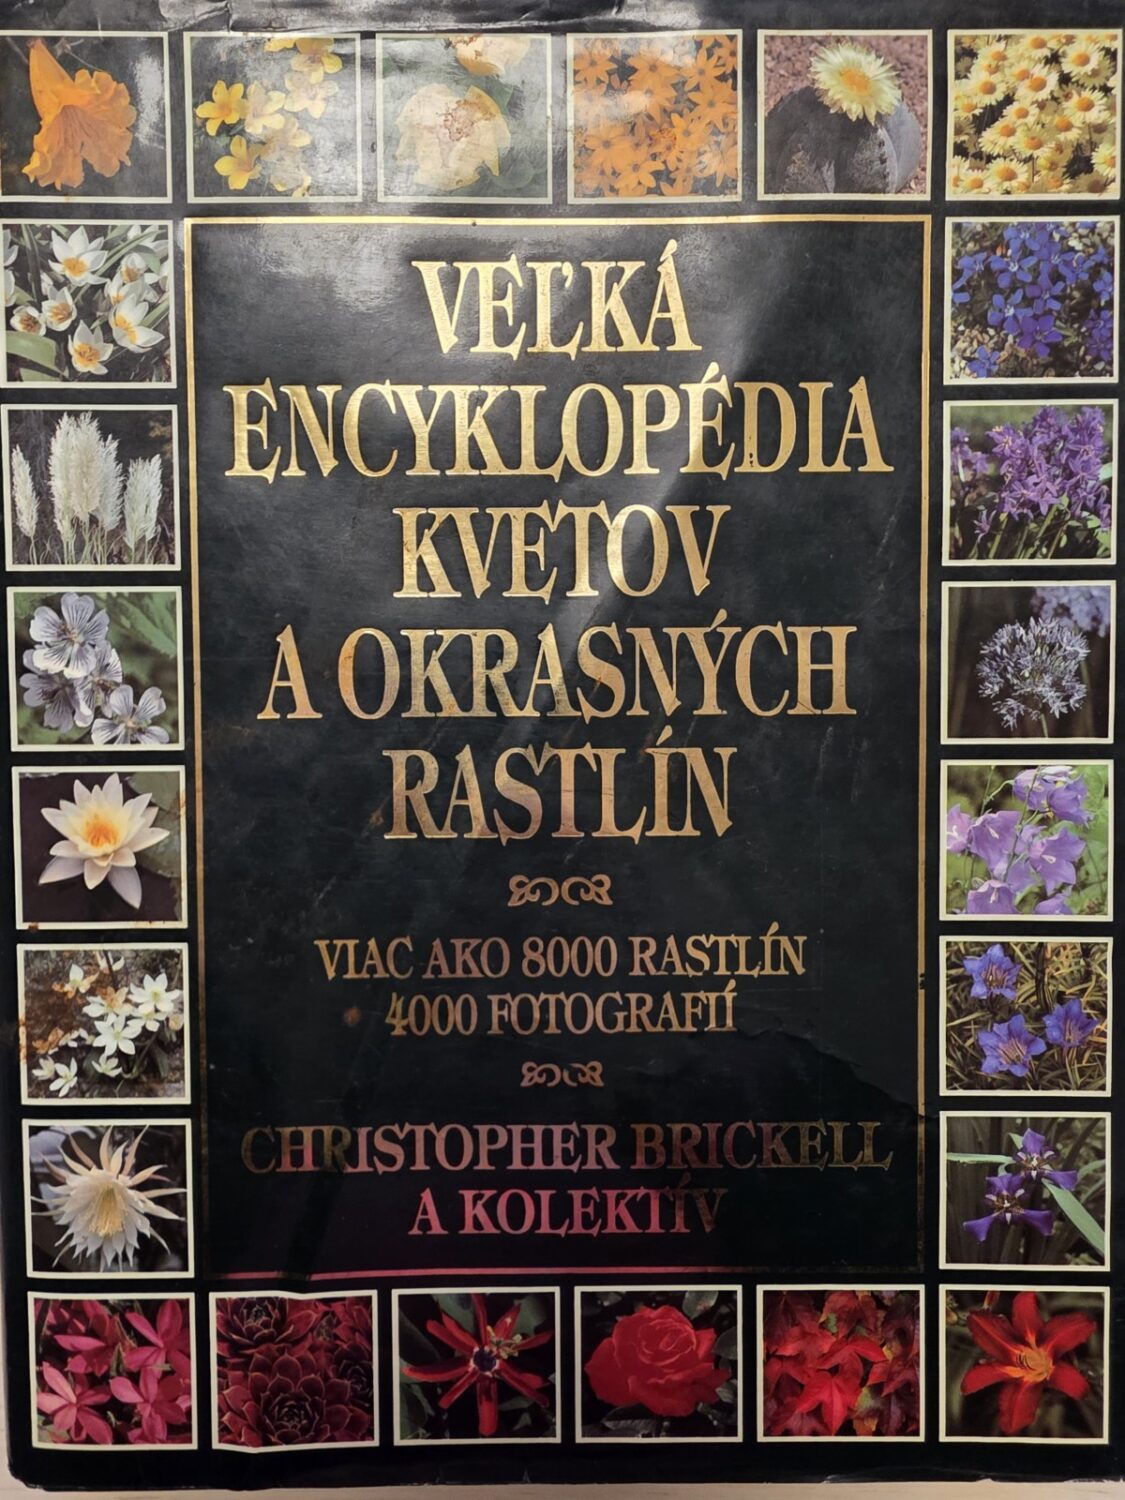 VEĽKÁ
ENCYKLOPÉDIA
KVETOV
A OKRASNÝCH
RASTLÍN
VIAC AKO 8000 RASTLÍN
4000 FOTOGRAFIÍ
CHRISTOPHER BRICKELL
A KOLEKTÍV